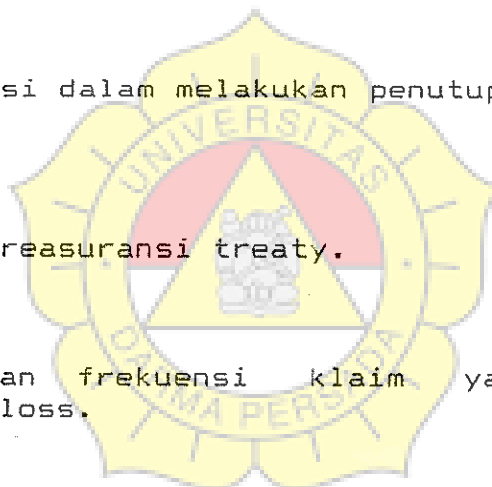 si dalam melakukan penutup
UNIVERSITAS
reasuransi treaty.
an frekuensi klaim ya
loss.
DARMA PERSADA